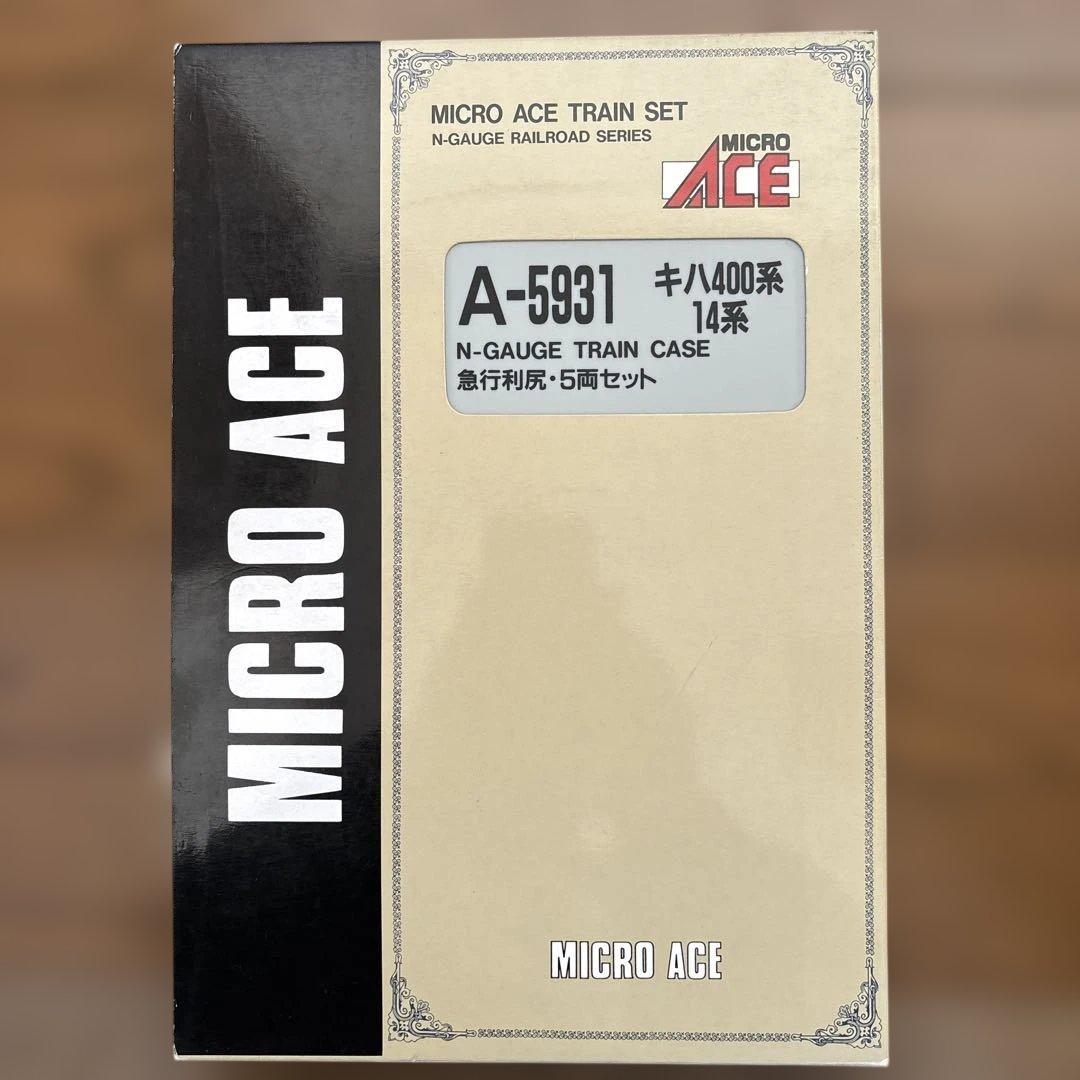 MICRO ACE
MICRO ACE TRAIN SET
N-GAUGE RAILROAD SERIES
MICRO
ACE
A-5931 キハ400系
14系
N-GAUGE TRAIN CASE
急行利尻・5両セット
MICRO ACE